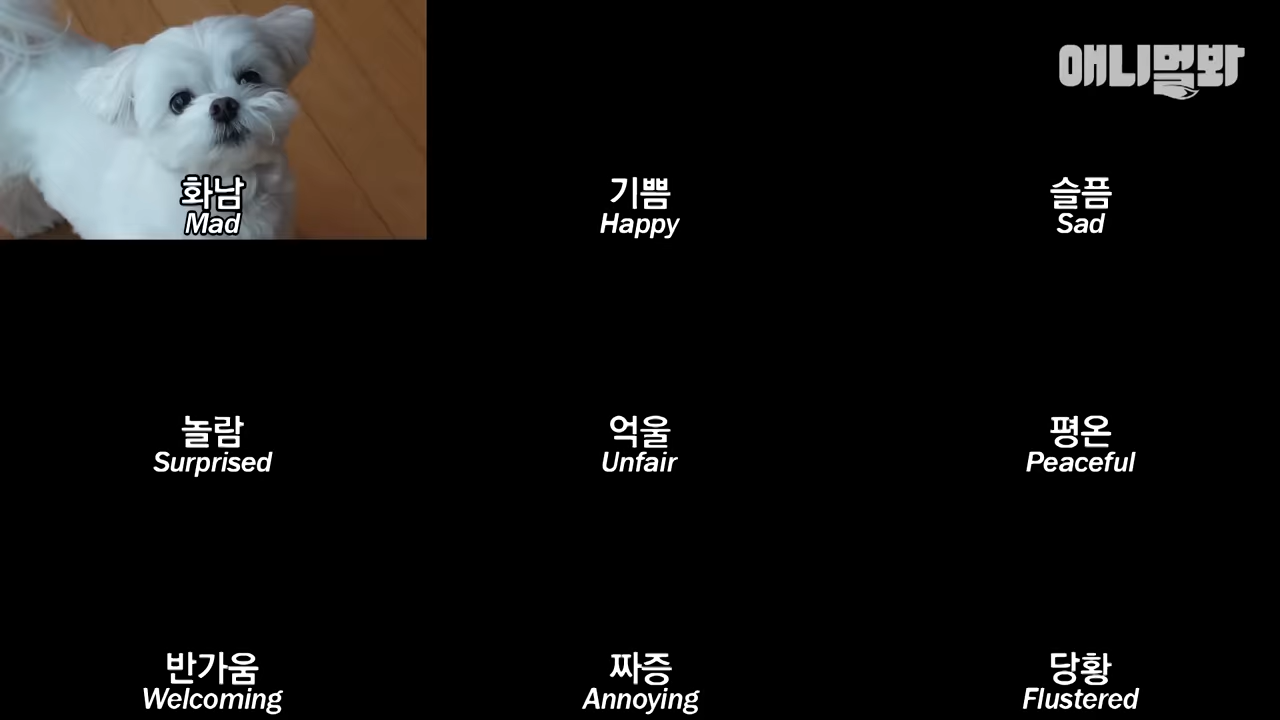 애니멀봐
화남
Mad
기쁨
Happy
슬픔
Sad
놀람
Surprised
억울
Unfair
평온
Peaceful
반가움
Welcoming
짜증
Annoying
당황
Flustered